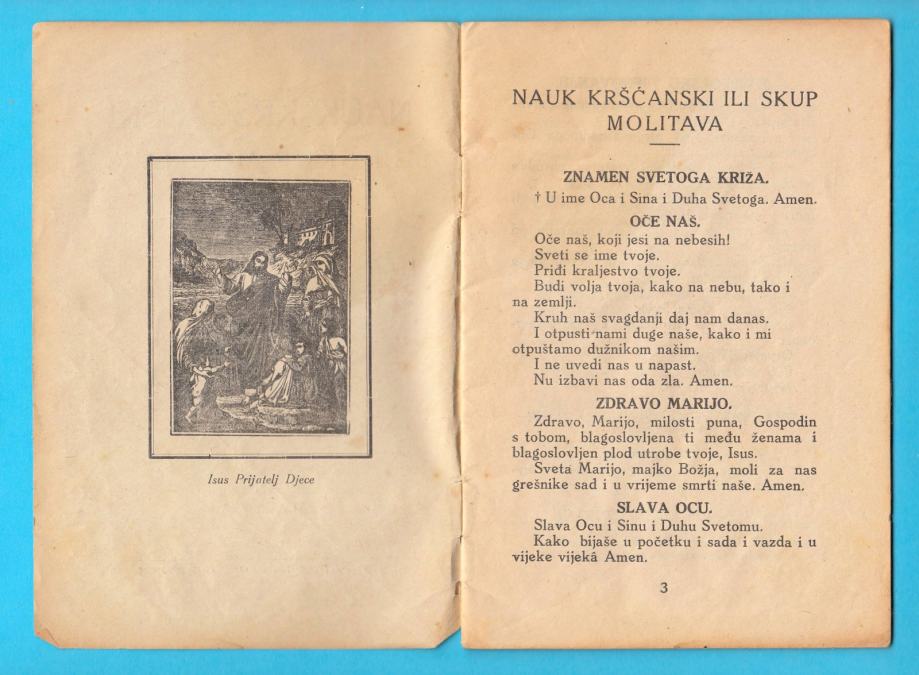 Isus Prijatelj Djece
NAUK KRŠĆANSKI ILI SKUP
MOLITAVA
ZNAMEN SVETOGA KRIŽA.
† U ime Oca i Sina i Duha Svetoga. Amen.
OČE NAŠ.
Oče naš, koji jesi na nebesih!
Sveti se ime tvoje.
Priđi kraljestvo tvoje.
Budi volja tvoja, kako na nebu, tako i
na zemlji.
Kruh naš svagdanji daj nam danas.
I otpusti nami duge naše, kako i mi
otpuštamo dužnikom našim.
I ne uvedi nas u napast.
Nu izbavi nas oda zla. Amen.
ZDRAVO MARIJO.
Zdravo, Marijo, milosti puna, Gospodin
s tobom, blagoslovljena ti među ženama i
blagoslovljen plod utrobe tvoje, Isus.
Sveta Marijo, majko Božja, moli za nas
grešnike sad i u vrijeme smrti naše. Amen.
SLAVA OCU.
Slava Ocu i Sinu i Duhu Svetomu.
Kako bijaše u početku i sada i vazda i u
vijeke vijekâ Amen.
3